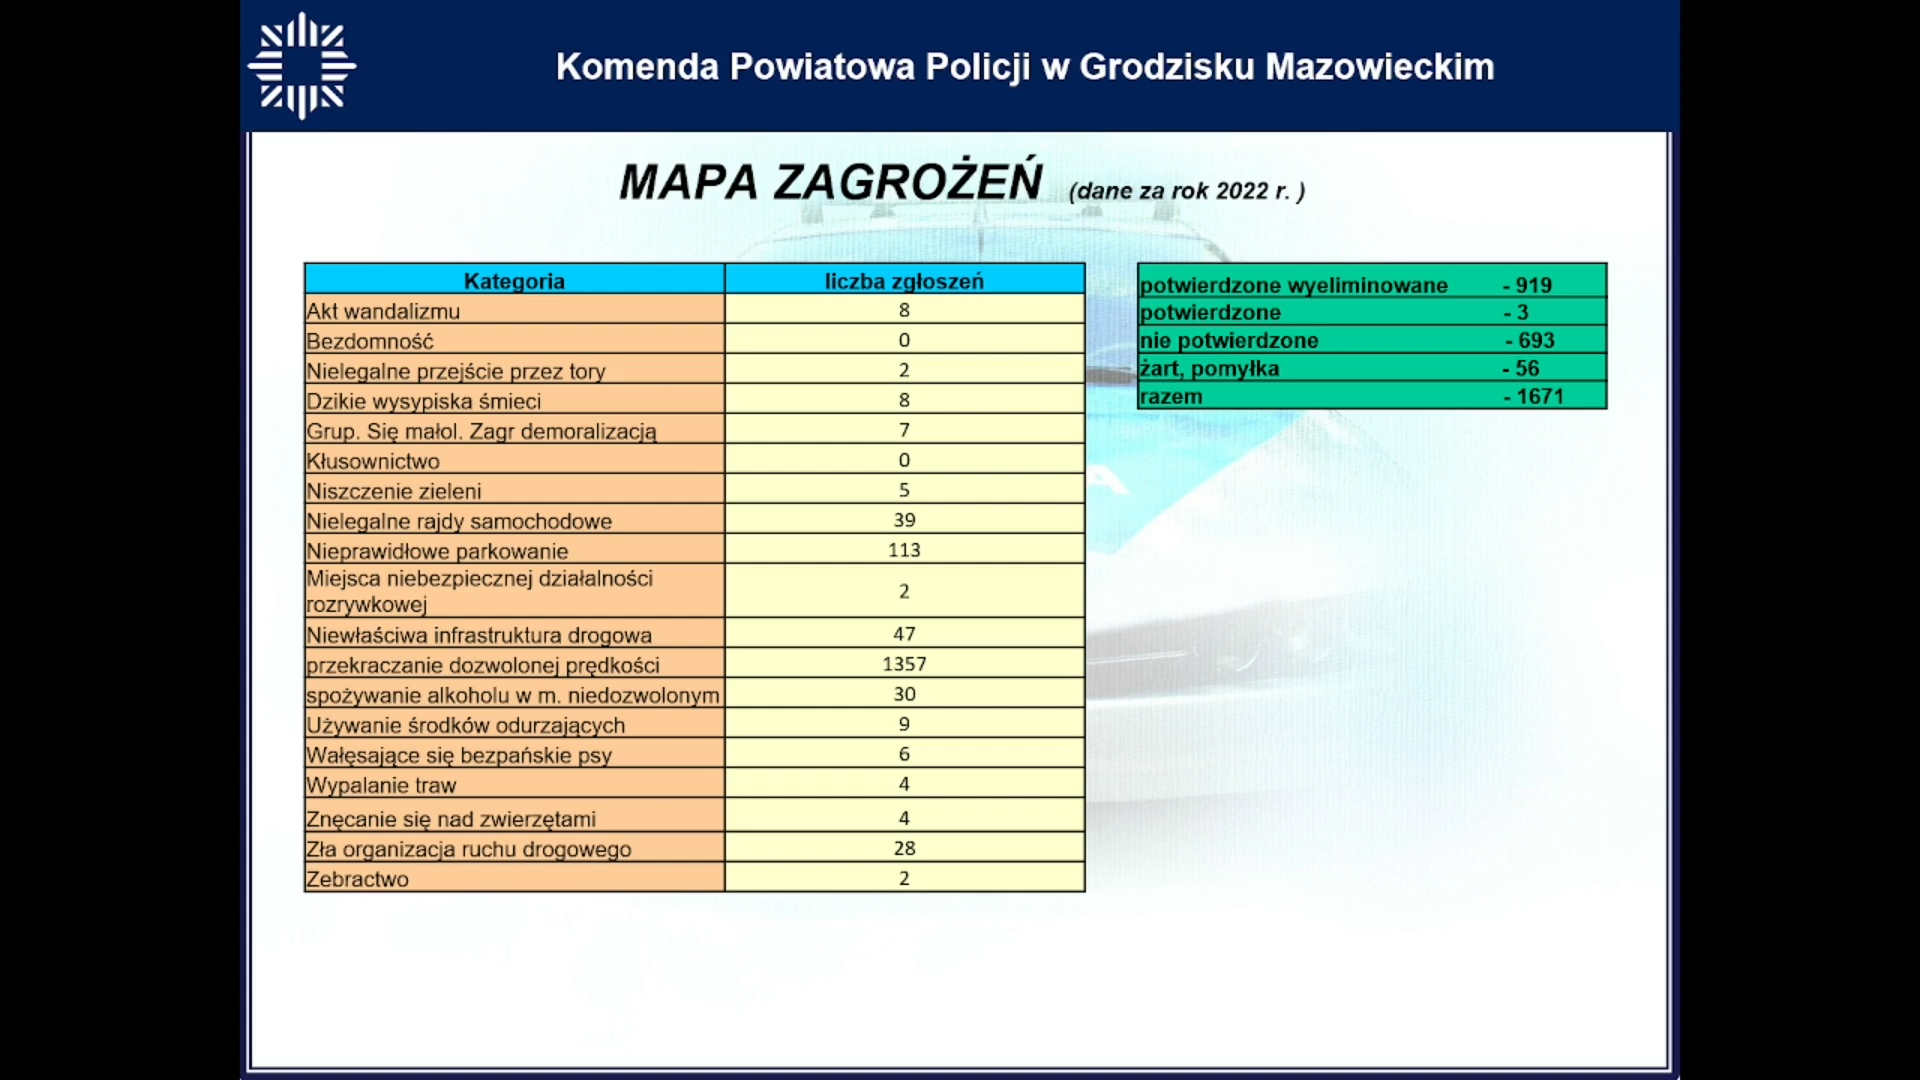 Komenda Powiatowa Policji w Grodzisku Mazowieckim
MAPA ZAGROŻEŃ (dane za rok 2022 r. )
Kategoria liczba zgłoszeń
Akt wandalizmu 8
Bezdomność 0
Nielegalne przejście przez tory 2
Dzikie wysypiska śmieci 8
Grup. Się małol. Zagr demoralizacją 7
Kłusownictwo 0
Niszczenie zieleni 5
Nielegalne rajdy samochodowe 39
Nieprawidłowe parkowanie 113
Miejsca niebezpiecznej działalności
rozrywkowej 2
Niewłaściwa infrastruktura drogowa 47
przekraczanie dozwolonej prędkości 1357
spożywanie alkoholu w m. niedozwolonym 30
Używanie środków odurzających 9
Wałęsające się bezpańskie psy 6
Wypalanie traw 4
Znęcanie się nad zwierzętami 4
Zła organizacja ruchu drogowego 28
Zebractwo 2
potwierdzone wyeliminowane - 919
potwierdzone - 3
nie potwierdzone - 693
żart, pomyłka - 56
razem - 1671